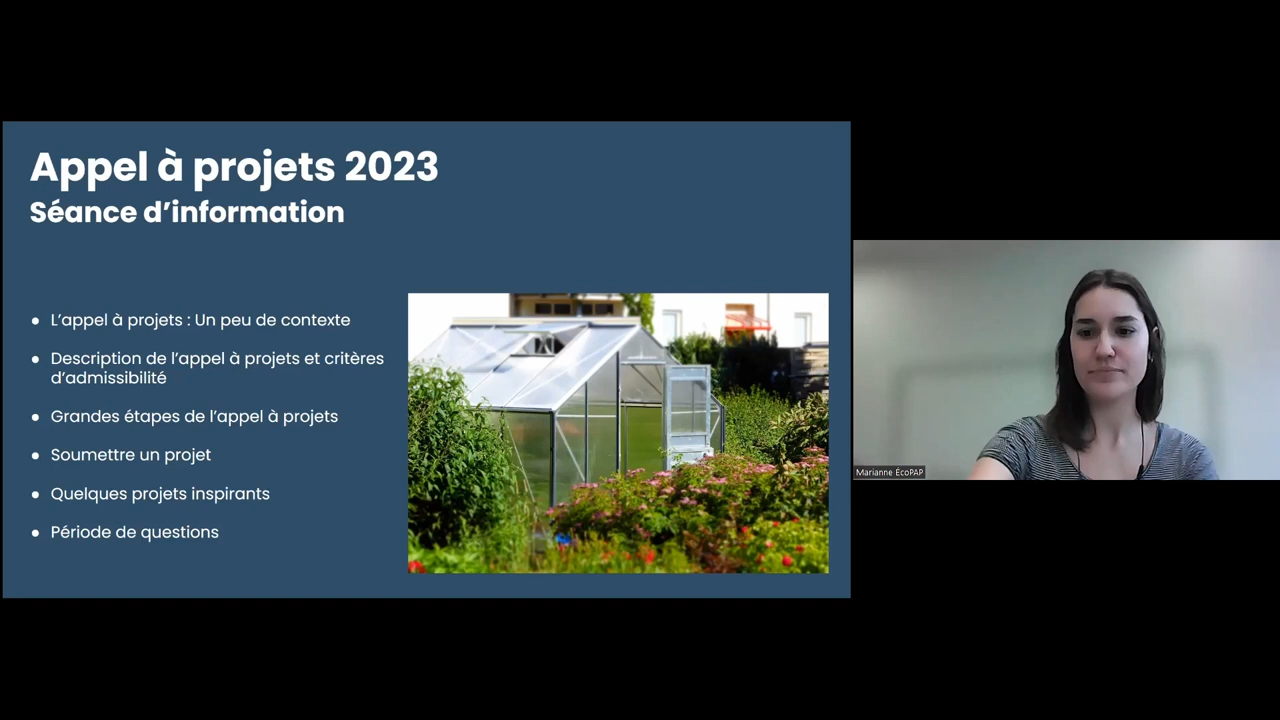 Appel à projets 2023
Séance d’information
● L’appel à projets : Un peu de contexte
● Description de l’appel à projets et critères
d’admissibilité
● Grandes étapes de l’appel à projets
● Soumettre un projet
● Quelques projets inspirants
● Période de questions
Marianne ÉcoPAP